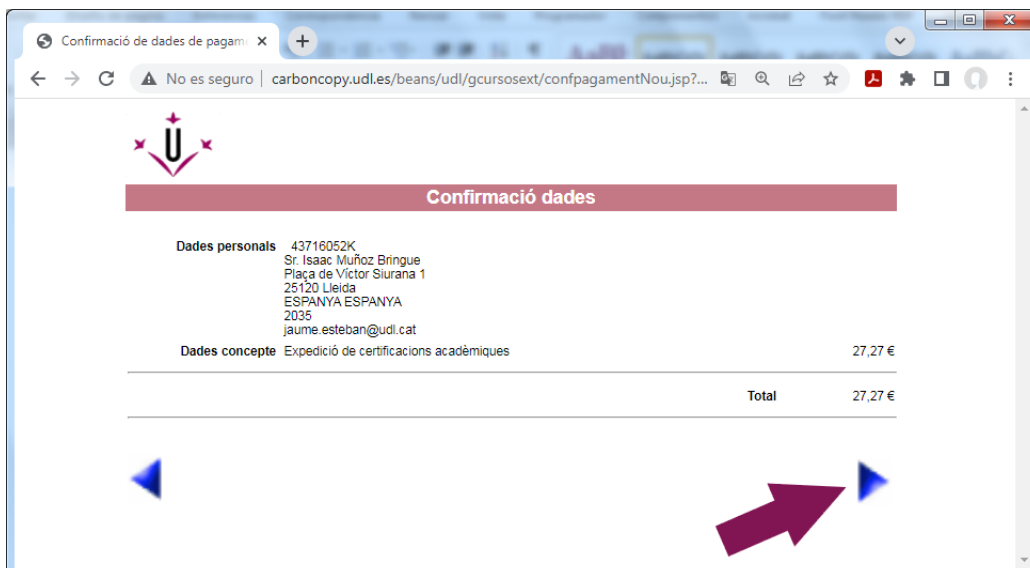 Confirmació de dades de pagam
No es seguro | carboncopy.udl.es/beans/udl/gcursosext/confpagamentNou.jsp?...
U
Confirmació dades
Dades personals 43716052K
Sr. Isaac Muñoz Bringue
Plaça de Víctor Siurana 1
25120 Lleida
ESPANYA ESPANYA
2035
jaume.esteban@udl.cat
Dades concepte Expedició de certificacions acadèmiques 27,27 €
Total 27,27 €